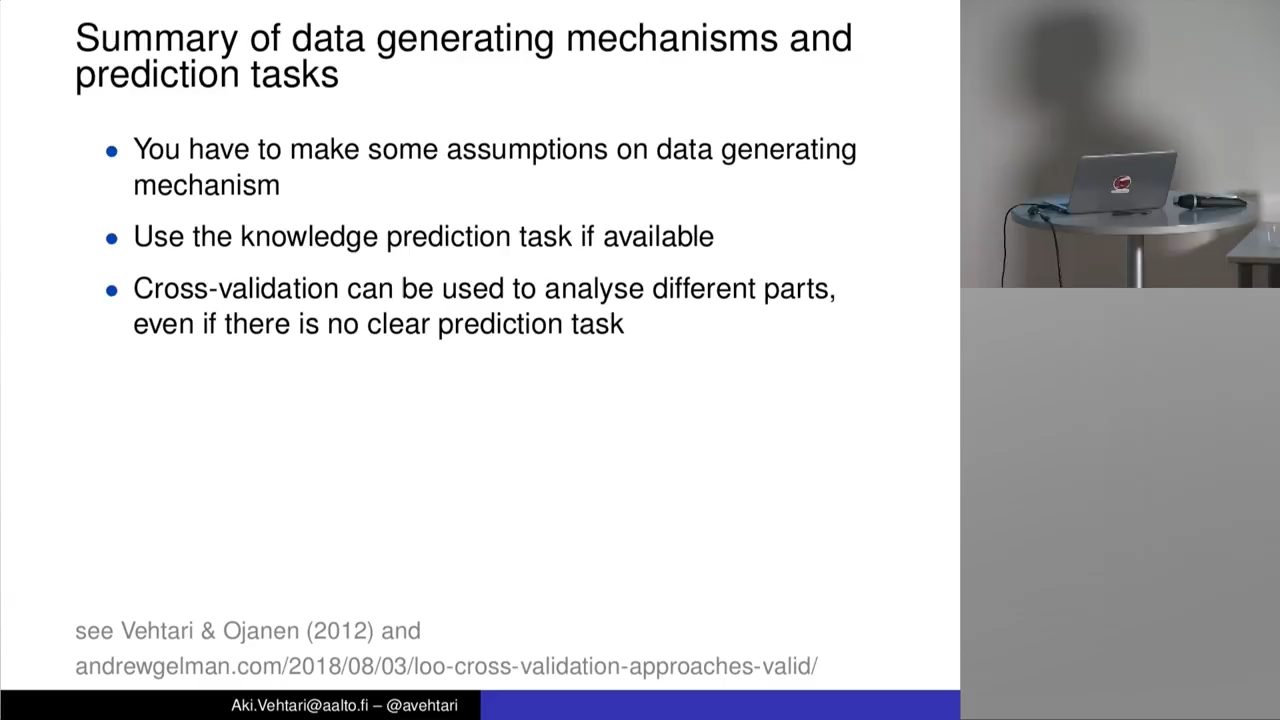 Summary of data generating mechanisms and
prediction tasks
• You have to make some assumptions on data generating
mechanism
• Use the knowledge prediction task if available
• Cross-validation can be used to analyse different parts,
even if there is no clear prediction task
see Vehtari & Ojanen (2012) and
andrewgelman.com/2018/08/03/loo-cross-validation-approaches-valid/
Aki.Vehtari@aalto.fi – @avehtari